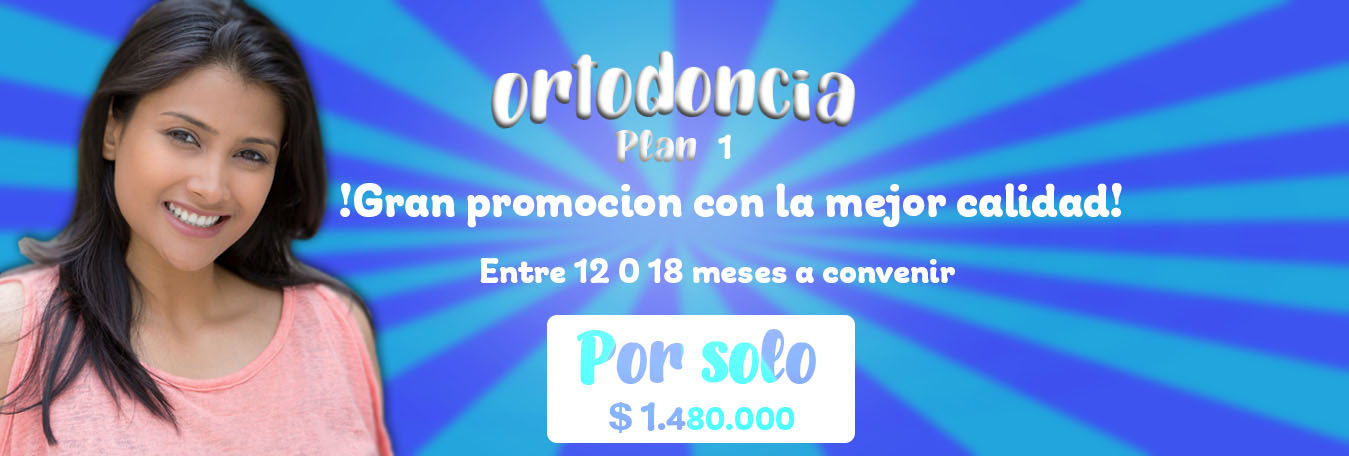 ortodoncia
Plan 1
!Gran promocion con la mejor calidad!
Entre 12 O 18 meses a convenir
Por solo
$ 1.480.000